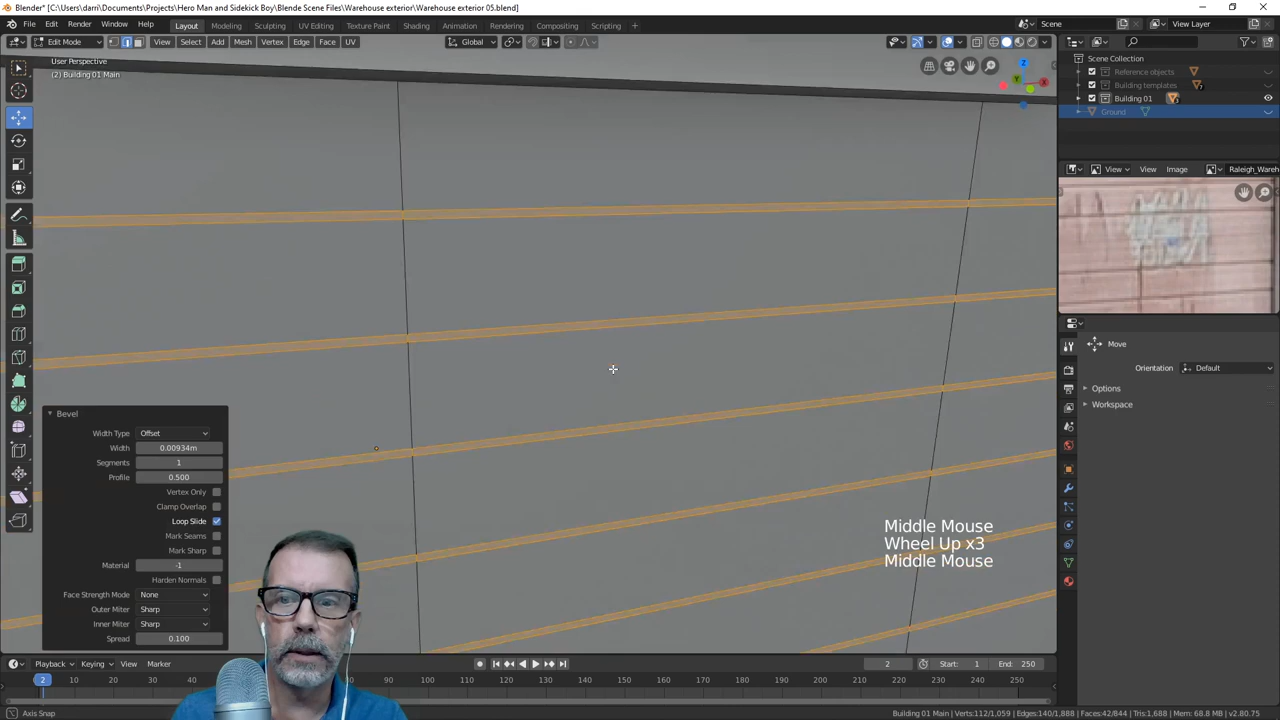 Blender* [C:\Users\darri\Documents\Projects\Hero Man and Sidekick Boy\Blende Scene Files\Warehouse exterior\Warehouse exterior 05.blend]
File Edit Render Window Help Layout Modeling Sculpting UV Editing Texture Paint Shading Animation Rendering Compositing Scripting Scene View Layer
Edit Mode View Select Add Mesh Vertex Edge Face UV Global
User Perspective
(2) Building 01 Main
Scene Collection
Reference objects
Building templates
Building 01
Ground
View View Image Raleigh_Wareh
Move
Orientation Default
Options
Workspace
Bevel
Width Type Offset
Width 0.00934m
Segments 1
Profile 0.500
Vertex Only
Clamp Overlap
Loop Slide
Mark Seams
Mark Sharp
Material -1
Harden Normals
Face Strength Mode None
Outer Miter Sharp
Inner Miter Sharp
Spread 0.100
Middle Mouse
Wheel Up x3
Middle Mouse
Playback Keying View Marker 2 Start: 1 End: 250
2 20 30 40 50 60 70 80 90 100 110 120 130 140 150 160 170 180 190 200 210 220 230 240 250
Axis Snap
Building 01 Main | Verts:112/1,059 | Edges:140/1,888 | Faces:42/844 | Tris:1,688 | Mem: 68.8 MB | v2.80.75